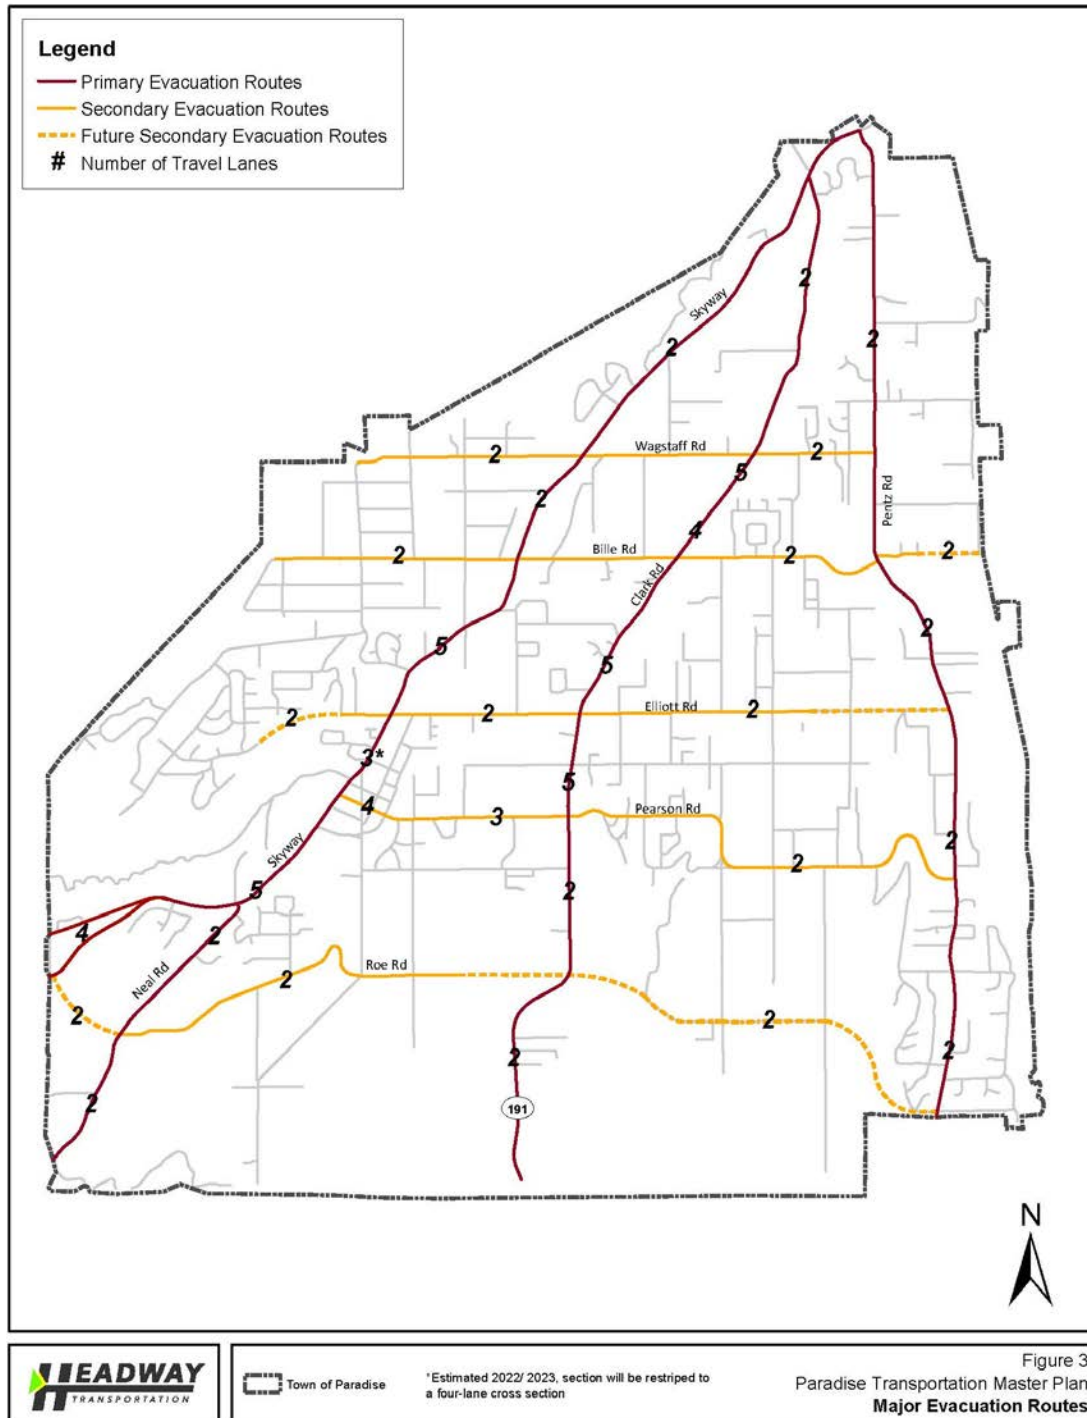 Legend
Primary Evacuation Routes
Secondary Evacuation Routes
Future Secondary Evacuation Routes
# Number of Travel Lanes
2
Skyway
2
2
Wagstaff Rd
2
2
5
2
Pentz Rd
4
Bille Rd
2
2
2
Clark Rd
2
5
5
Elliott Rd
2
2
2
3*
5
4
3
Pearson Rd
2
2
Skyway
5
2
4
2
Roe Rd
2
Neal Rd
2
2
2
2
2
191
N
HEADWAY
TRANSPORTATION
Town of Paradise
*Estimated 2022/ 2023, section will be restriped to
a four-lane cross section
Figure 3
Paradise Transportation Master Plan
Major Evacuation Routes